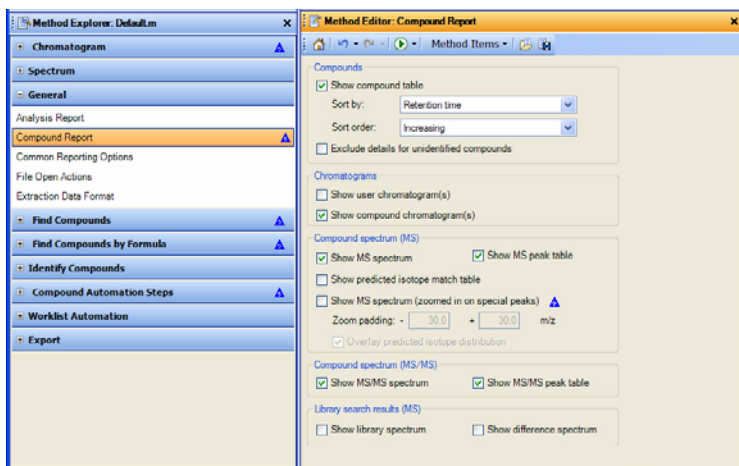 Method Explorer: Default.m
Chromatogram
Spectrum
General
Analysis Report
Compound Report
Common Reporting Options
File Open Actions
Extraction Data Format
Find Compounds
Find Compounds by Formula
Identify Compounds
Compound Automation Steps
Worklist Automation
Export
Method Editor: Compound Report
Method Items
Compounds
Show compound table
Sort by: Retention time
Sort order: Increasing
Exclude details for unidentified compounds
Chromatograms
Show user chromatogram(s)
Show compound chromatogram(s)
Compound spectrum (MS)
Show MS spectrum Show MS peak table
Show predicted isotope match table
Show MS spectrum (zoomed in on special peaks)
Zoom padding: - 30.0 + 30.0 m/z
Overlay predicted isotope distribution
Compound spectrum (MS/MS)
Show MS/MS spectrum Show MS/MS peak table
Library search results (MS)
Show library spectrum Show difference spectrum